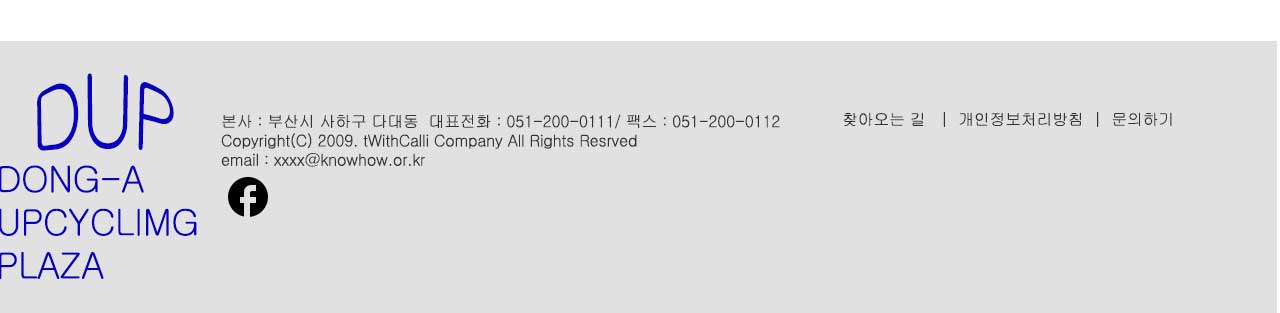 DUP
DONG-A
UPCYCLIMG
PLAZA
본사 : 부산시 사하구 다대동 대표전화 : 051-200-0111/ 팩스 : 051-200-0112
Copyright(C) 2009. tWithCalli Company All Rights Resrved
email : xxxx@knowhow.or.kr
찾아오는 길 | 개인정보처리방침 | 문의하기